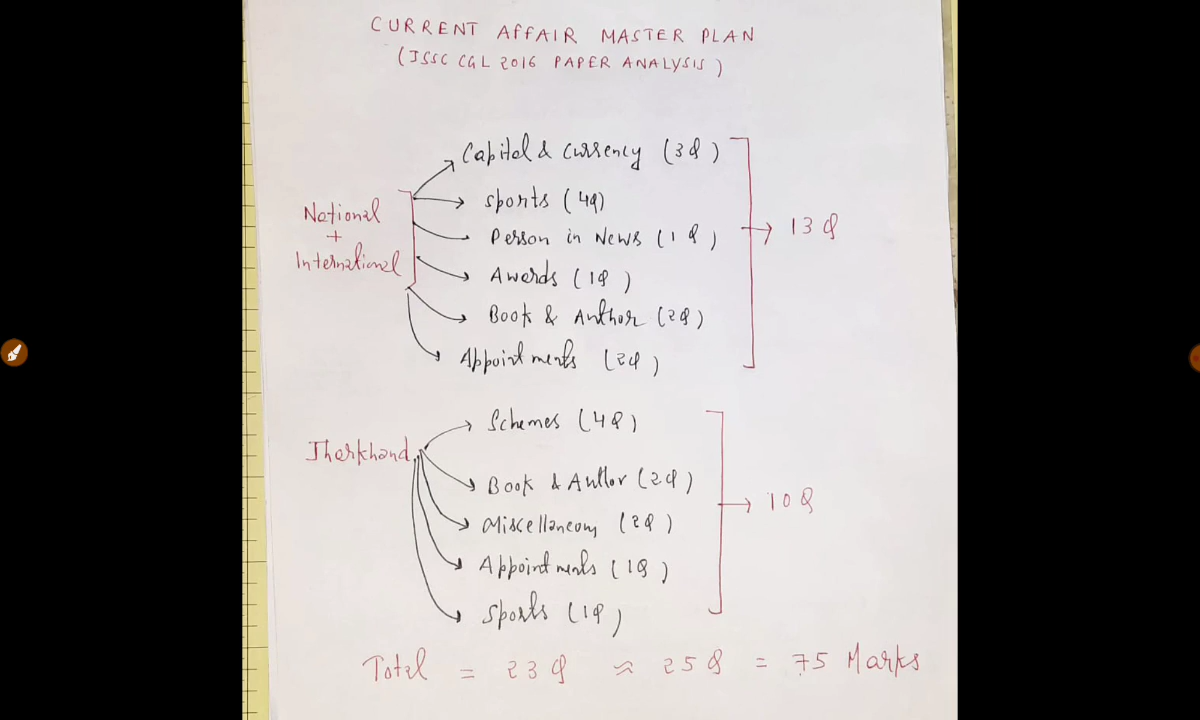 CURRENT AFFAIR MASTER PLAN
(JSSC CGL 2016 PAPER ANALYSIS)
National
+
International
Capital & Currency (3Q)
Sports (4Q)
Person in News (1Q)
Awards (1Q)
Book & Author (2Q)
Appointments (2Q)
→ 13Q
Jharkhand
Schemes (4Q)
Book & Author (2Q)
Miscellaneous (2Q)
Appointments (1Q)
Sports (1Q)
→ 10Q
Total = 23Q ≈ 25Q = 75 Marks